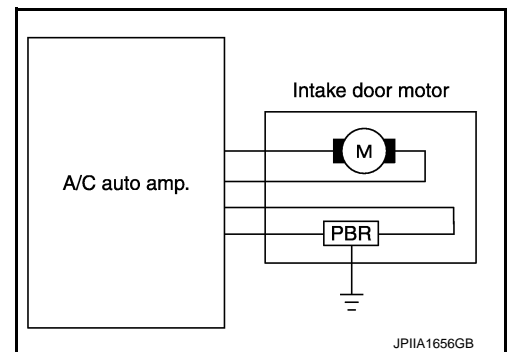 Intake door motor
M
A/C auto amp.
PBR
JPIIA1656GB